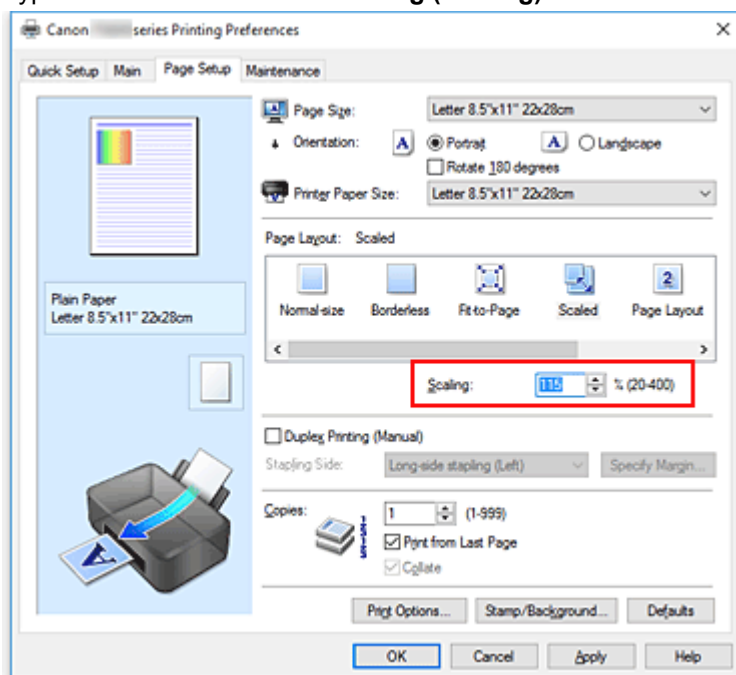 Canon series Printing Preferences
Quick Setup Main Page Setup Maintenance
Page Size: Letter 8.5"x11" 22x28cm
Orientation: A Portrait A Landscape
Rotate 180 degrees
Printer Paper Size: Letter 8.5"x11" 22x28cm
Page Layout: Scaled
Normal-size Borderless Fit-to-Page Scaled Page Layout
Plain Paper
Letter 8.5"x11" 22x28cm
Scaling: 115 % (20-400)
Duplex Printing (Manual)
Stapling Side: Long-side stapling (Left) Specify Margin...
Copies: 1 (1-999)
Print from Last Page
Collate
Print Options... Stamp/Background... Defaults
OK Cancel Apply Help